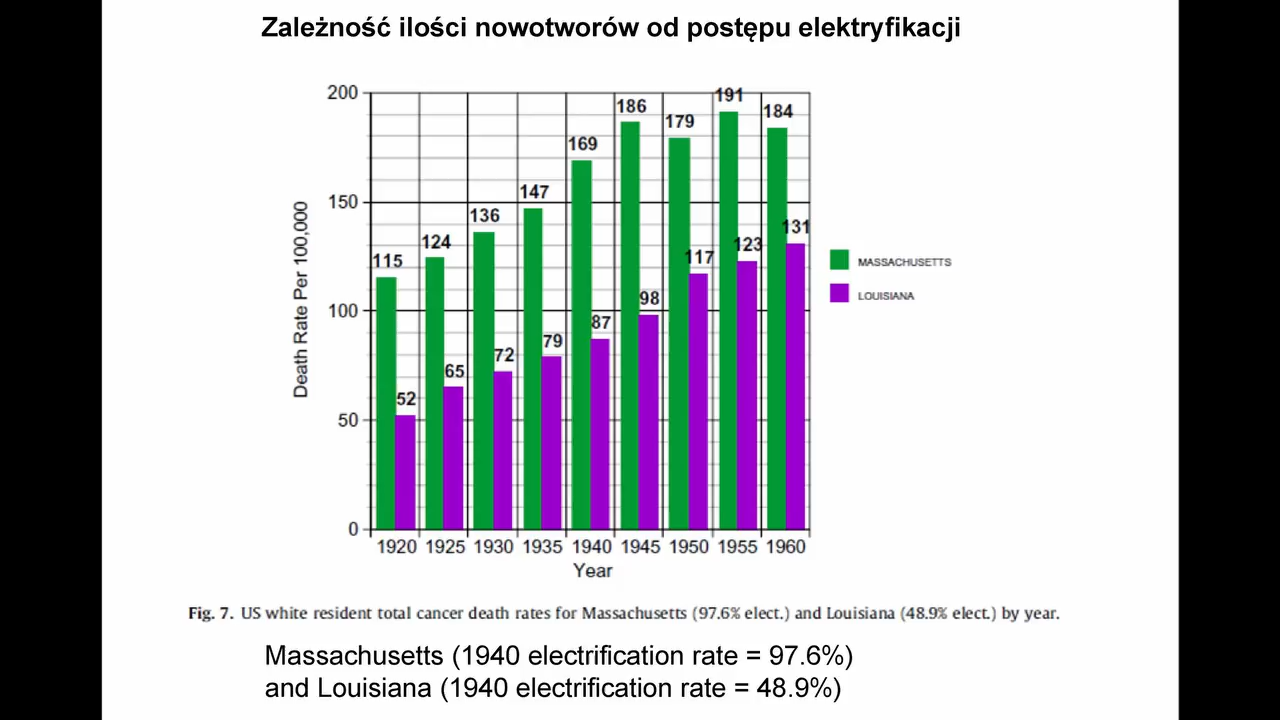 Zależność ilości nowotworów od postępu elektryfikacji
200
150
100
50
0
Death Rate Per 100,000
115
52
124
65
136
72
147
79
169
87
186
98
179
117
191
123
184
131
1920 1925 1930 1935 1940 1945 1950 1955 1960
Year
MASSACHUSETTS
LOUISIANA
Fig. 7. US white resident total cancer death rates for Massachusetts (97.6% elect.) and Louisiana (48.9% elect.) by year.
Massachusetts (1940 electrification rate = 97.6%)
and Louisiana (1940 electrification rate = 48.9%)